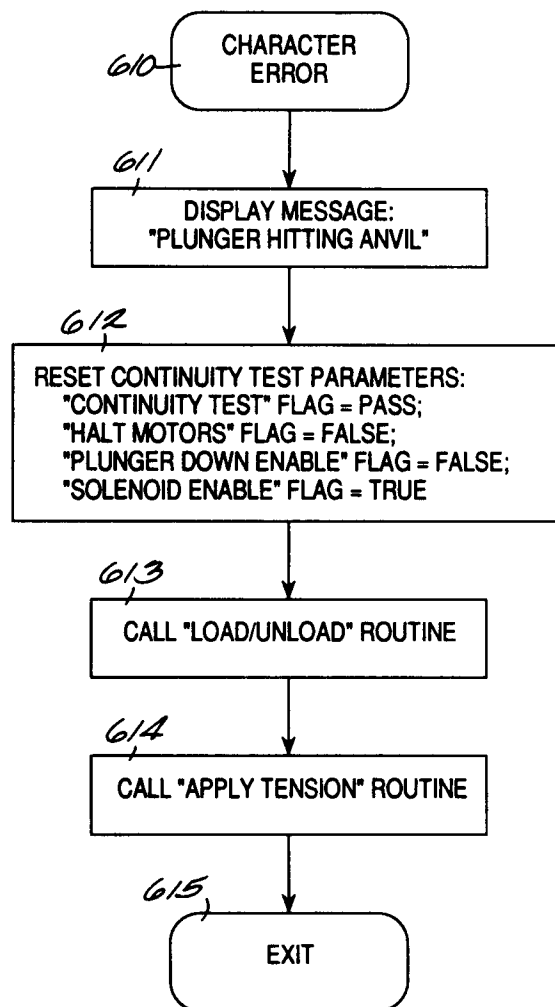 CHARACTER
ERROR
610
611
DISPLAY MESSAGE:
"PLUNGER HITTING ANVIL"
612
RESET CONTINUITY TEST PARAMETERS:
"CONTINUITY TEST" FLAG = PASS;
"HALT MOTORS" FLAG = FALSE;
"PLUNGER DOWN ENABLE" FLAG = FALSE;
"SOLENOID ENABLE" FLAG = TRUE
613
CALL "LOAD/UNLOAD" ROUTINE
614
CALL "APPLY TENSION" ROUTINE
615
EXIT